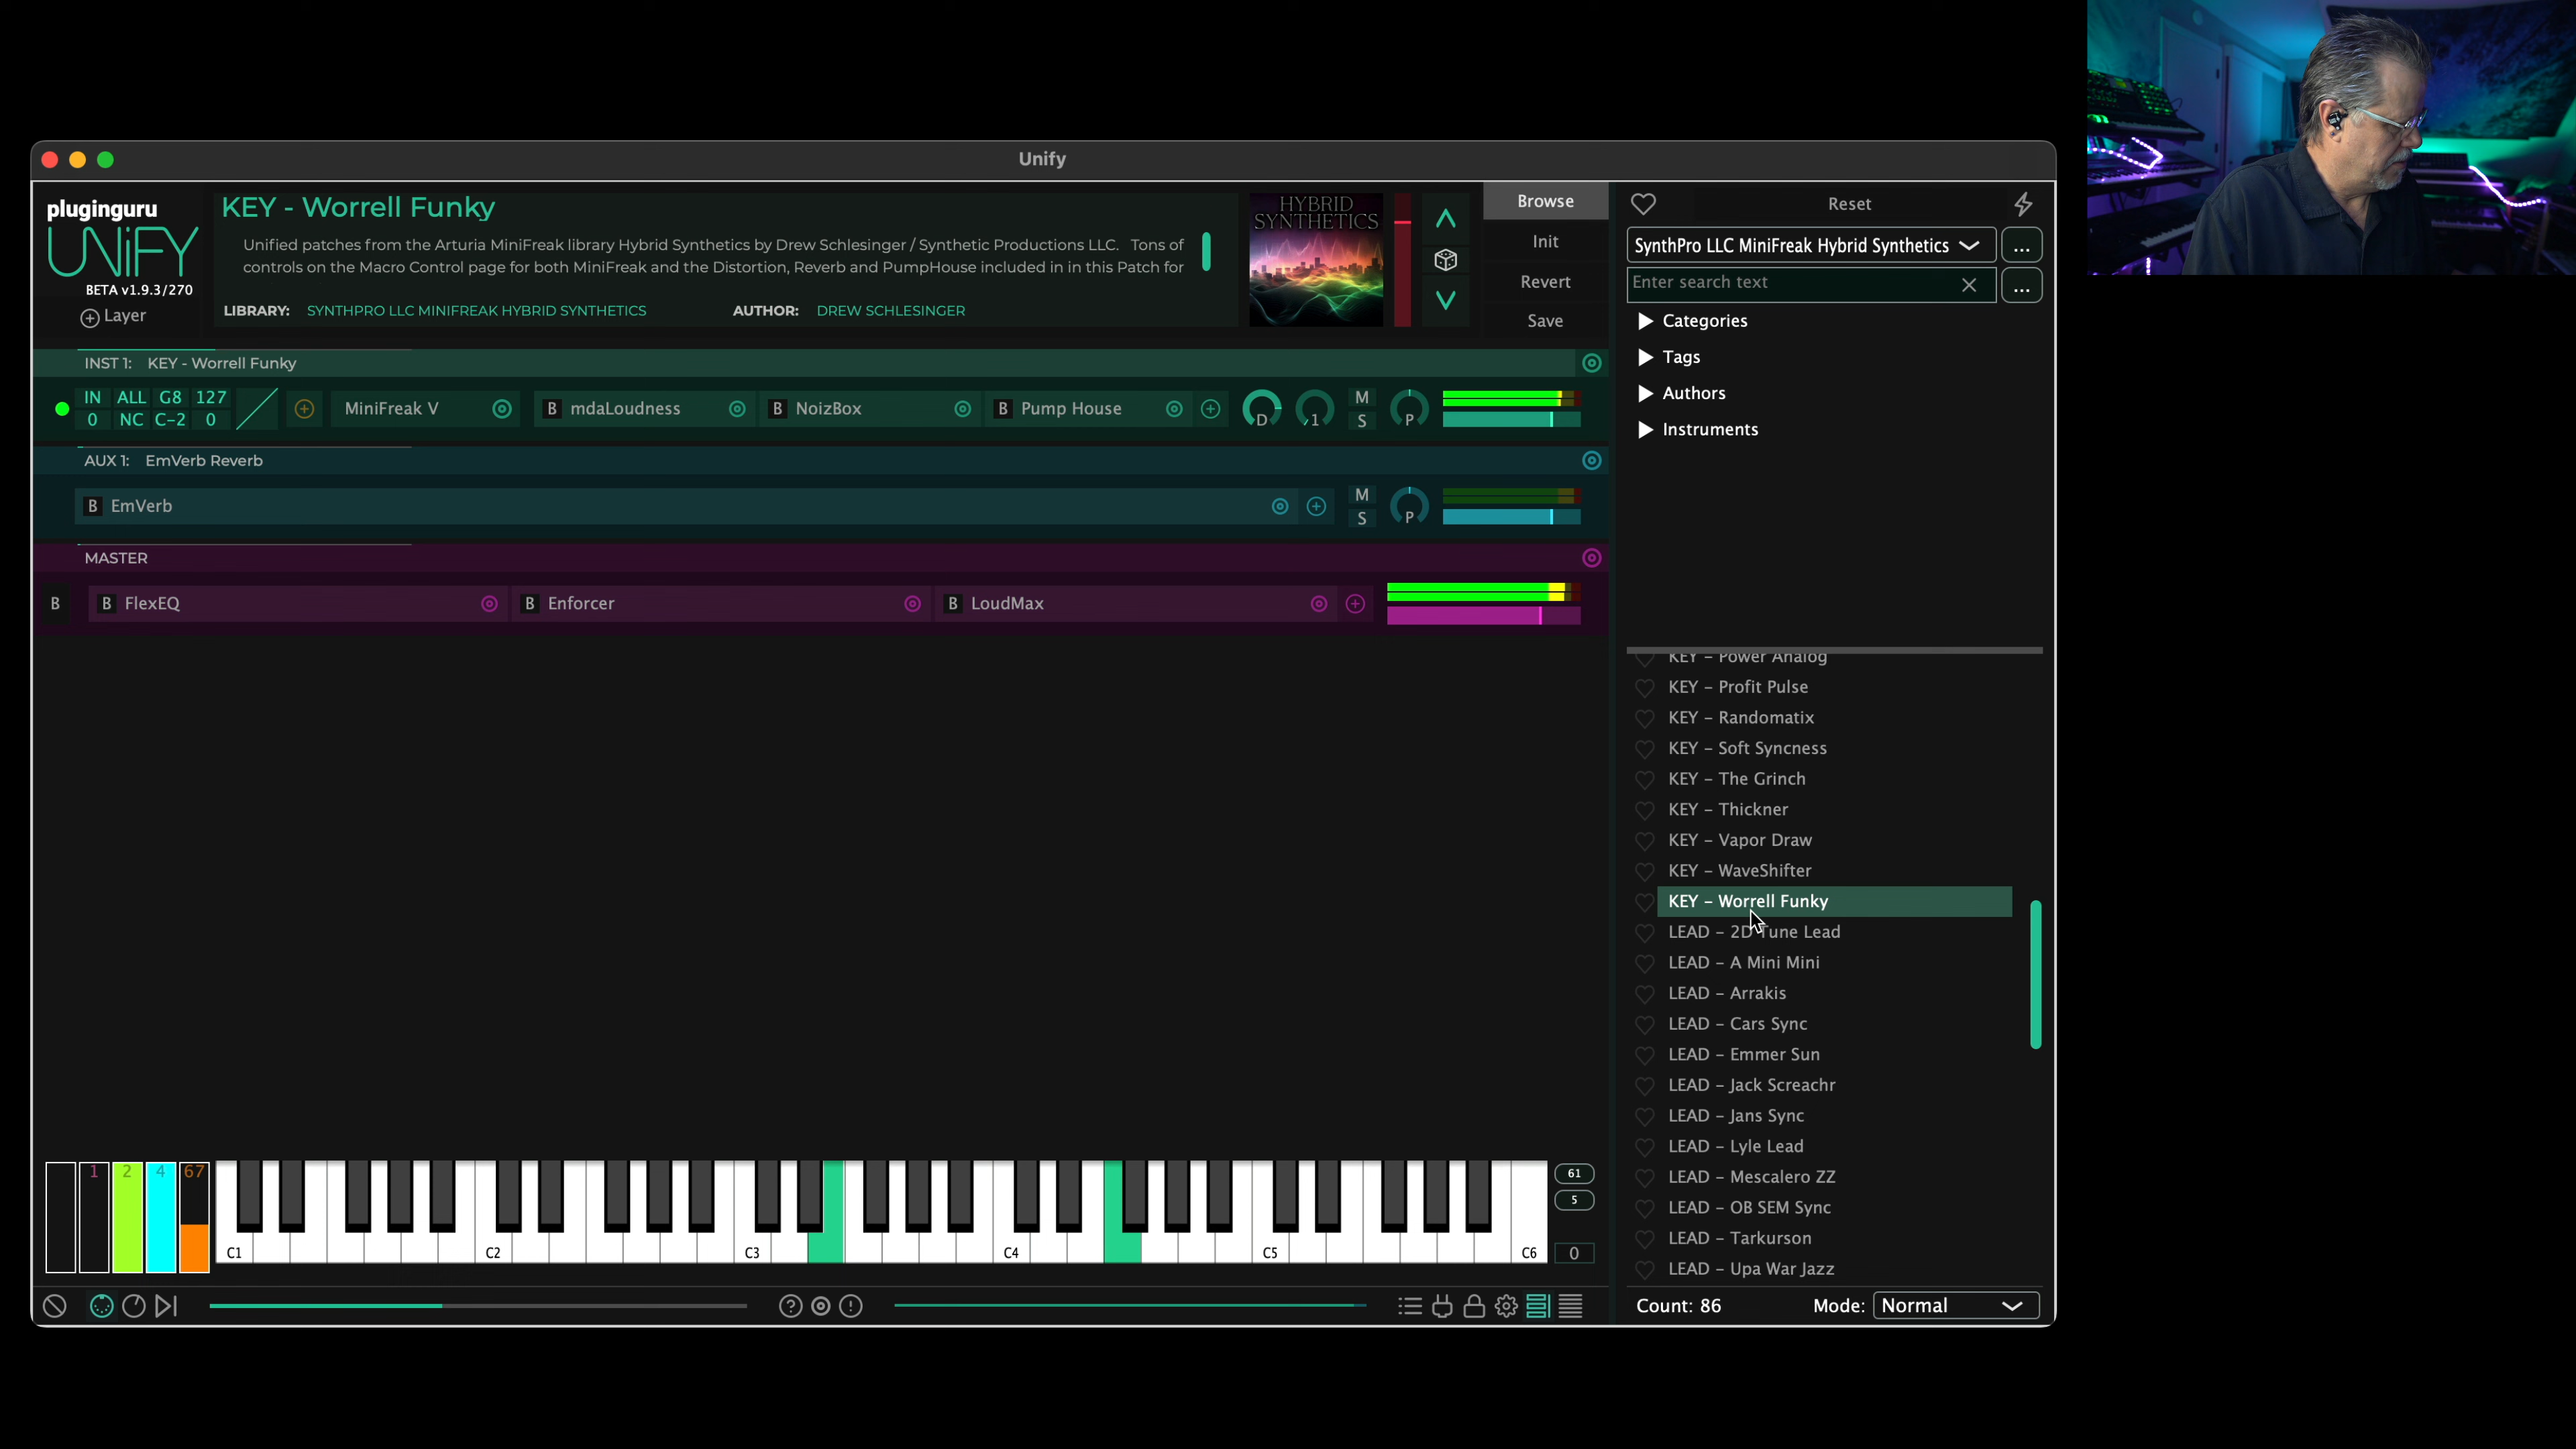 Unify
pluginguru
UNIFY
BETA v1.9.3/270
Layer
KEY - Worrell Funky
Unified patches from the Arturia MiniFreak library Hybrid Synthetics by Drew Schlesinger / Synthetic Productions LLC. Tons of
controls on the Macro Control page for both MiniFreak and the Distortion, Reverb and PumpHouse included in in this Patch for
LIBRARY: SYNTHPRO LLC MINIFREAK HYBRID SYNTHETICS AUTHOR: DREW SCHLESINGER
HYBRID
SYNTHETICS
Browse
Init
Revert
Save
Reset
SynthPro LLC MiniFreak Hybrid Synthetics ...
Enter search text ...
Categories
Tags
Authors
Instruments
INST 1: KEY - Worrell Funky
IN ALL G8 127
0 NC C-2 0
MiniFreak V B mdaLoudness B NoizBox B Pump House D 1 M S P
AUX 1: EmVerb Reverb
B EmVerb M S P
MASTER
B B FlexEQ B Enforcer B LoudMax
KEY - Power Analog
KEY - Profit Pulse
KEY - Randomatix
KEY - Soft Syncness
KEY - The Grinch
KEY - Thickner
KEY - Vapor Draw
KEY - WaveShifter
KEY - Worrell Funky
LEAD - 2D Tune Lead
LEAD - A Mini Mini
LEAD - Arrakis
LEAD - Cars Sync
LEAD - Emmer Sun
LEAD - Jack Screachr
LEAD - Jans Sync
LEAD - Lyle Lead
LEAD - Mescalero ZZ
LEAD - OB SEM Sync
LEAD - Tarkurson
LEAD - Upa War Jazz
1 2 4 67
C1 C2 C3 C4 C5 C6
61
5
0
Count: 86 Mode: Normal